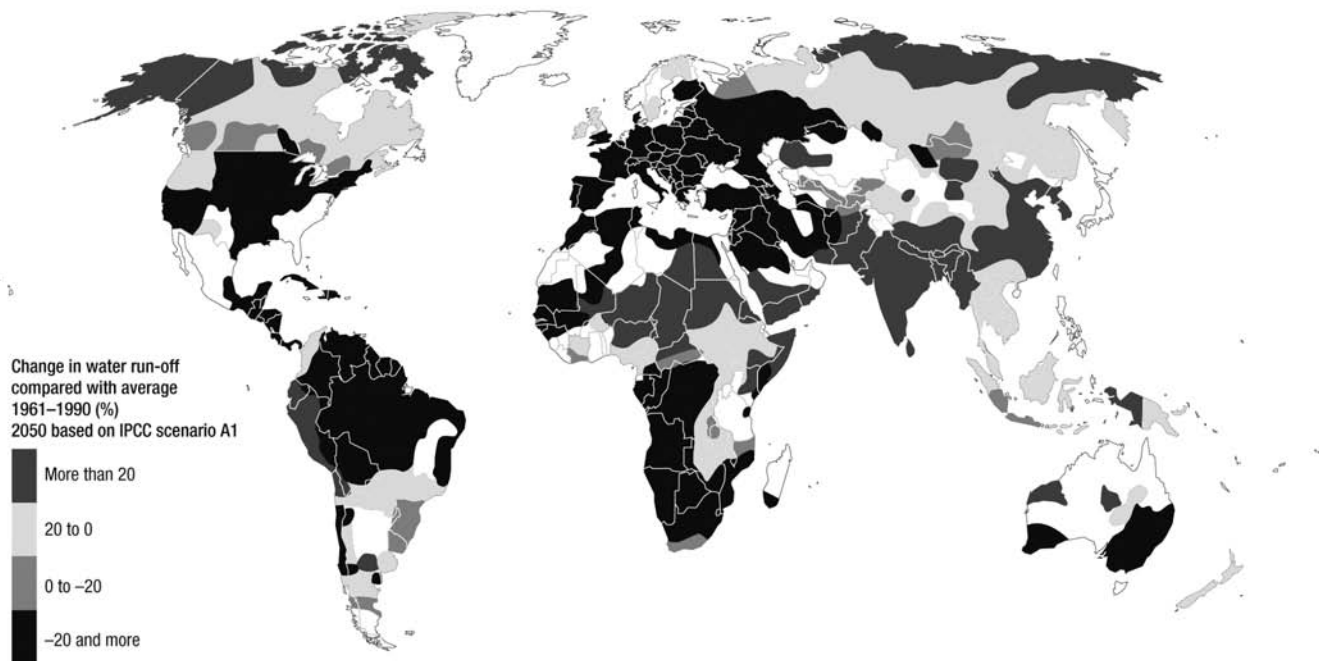 Change in water run-off
compared with average
1961–1990 (%)
2050 based on IPCC scenario A1
More than 20
20 to 0
0 to –20
–20 and more